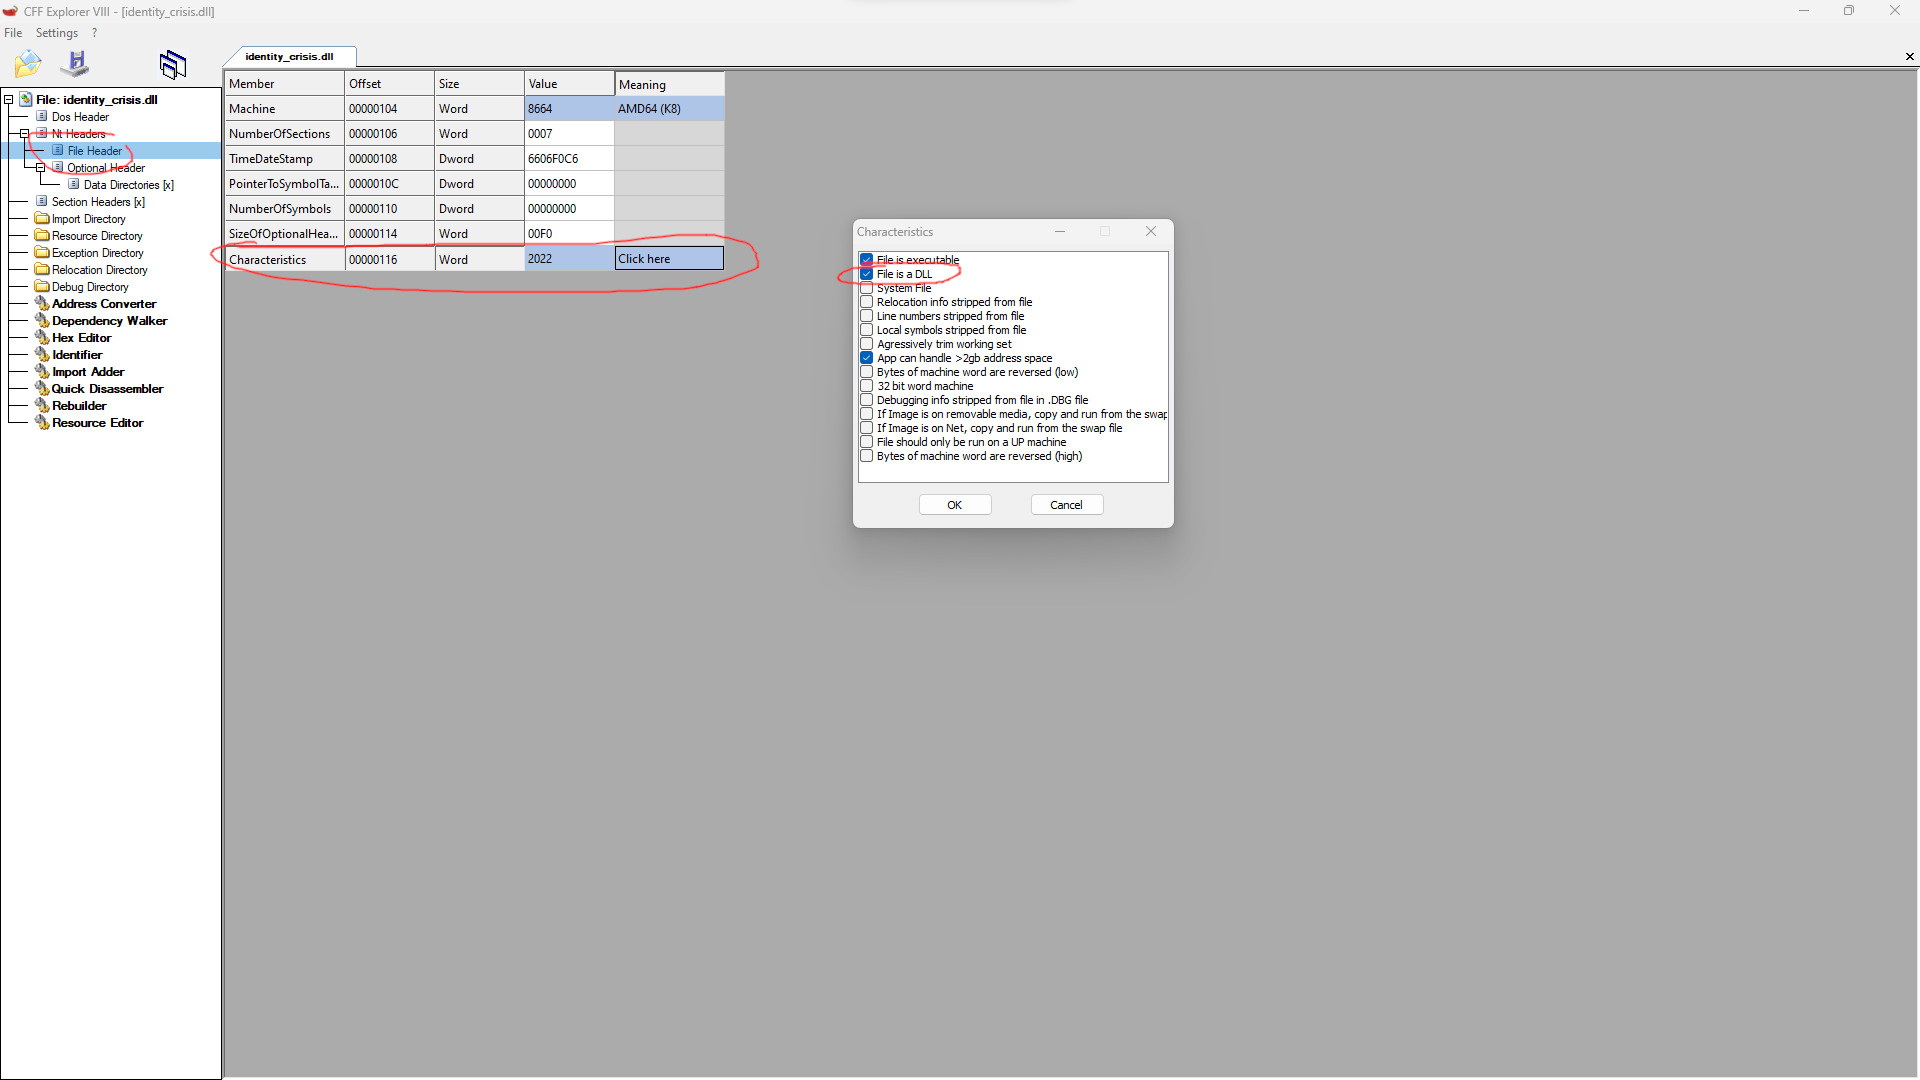 CFF Explorer VIII - [identity_crisis.dll]
File Settings ?
identity_crisis.dll
File: identity_crisis.dll
Dos Header
Nt Headers
File Header
Optional Header
Data Directories [x]
Section Headers [x]
Import Directory
Resource Directory
Exception Directory
Relocation Directory
Debug Directory
Address Converter
Dependency Walker
Hex Editor
Identifier
Import Adder
Quick Disassembler
Rebuilder
Resource Editor
Member Offset Size Value Meaning
Machine 00000104 Word 8664 AMD64 (K8)
NumberOfSections 00000106 Word 0007
TimeDateStamp 00000108 Dword 6606F0C6
PointerToSymbolTa... 0000010C Dword 00000000
NumberOfSymbols 00000110 Dword 00000000
SizeOfOptionalHea... 00000114 Word 00F0
Characteristics 00000116 Word 2022 Click here
Characteristics
File is executable
File is a DLL
System File
Relocation info stripped from file
Line numbers stripped from file
Local symbols stripped from file
Agressively trim working set
App can handle >2gb address space
Bytes of machine word are reversed (low)
32 bit word machine
Debugging info stripped from file in .DBG file
If Image is on removable media, copy and run from the swap
If Image is on Net, copy and run from the swap file
File should only be run on a UP machine
Bytes of machine word are reversed (high)
OK Cancel